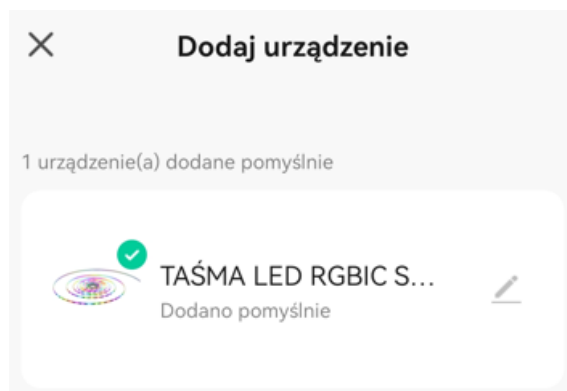 Dodaj urządzenie
1 urządzenie(a) dodane pomyślnie
TAŚMA LED RGBIC S...
Dodano pomyślnie